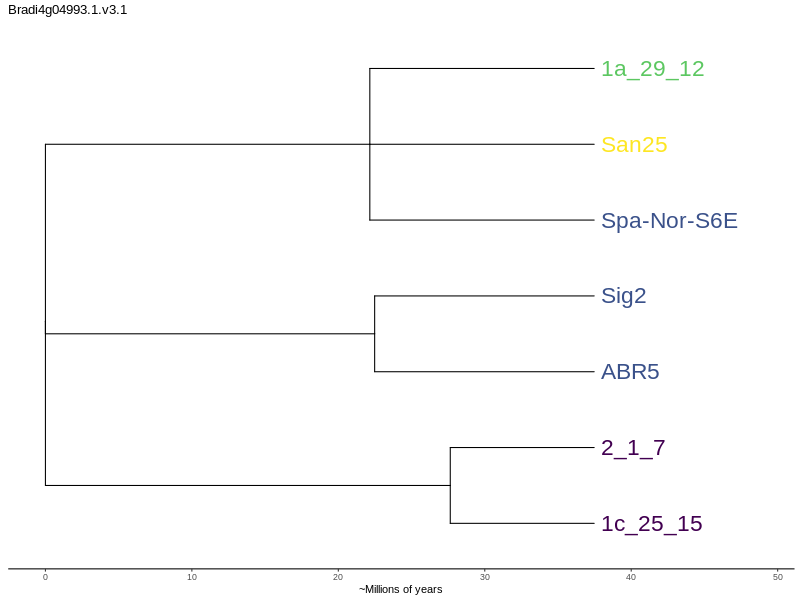 Bradi4g04993.1.v3.1
1a_29_12
San25
Spa-Nor-S6E
Sig2
ABR5
2_1_7
1c_25_15
0 10 20 30 40 50
~Millions of years